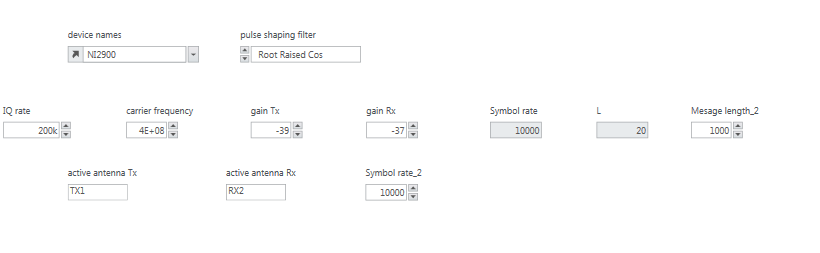 device names pulse shaping filter
NI2900 Root Raised Cos
IQ rate carrier frequency gain Tx gain Rx Symbol rate L Mesage length_2
200k 4E+08 -39 -37 10000 20 1000
active antenna Tx active antenna Rx Symbol rate_2
TX1 RX2 10000